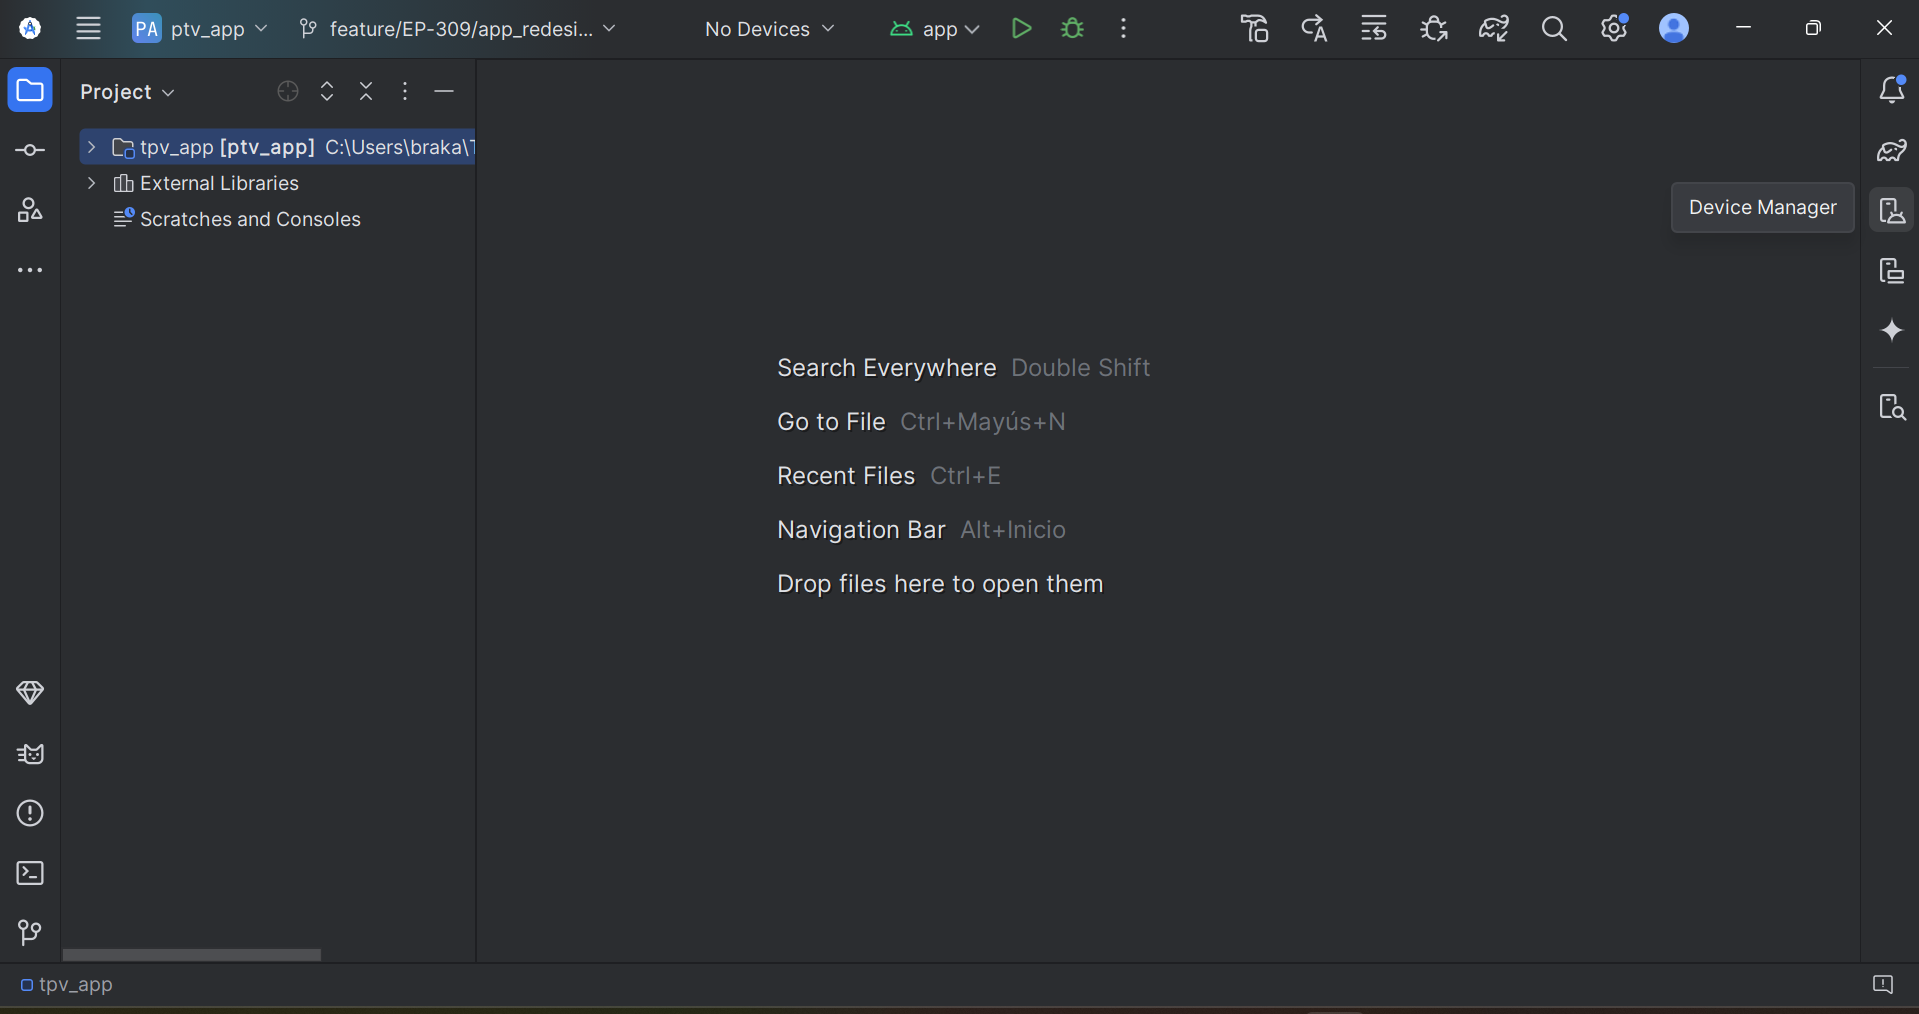 PA ptv_app feature/EP-309/app_redesi... No Devices app
Project
tpv_app [ptv_app] C:\Users\braka\
External Libraries
Device Manager
Scratches and Consoles
Search Everywhere Double Shift
Go to File Ctrl+Mayús+N
Recent Files Ctrl+E
Navigation Bar Alt+Inicio
Drop files here to open them
tpv_app